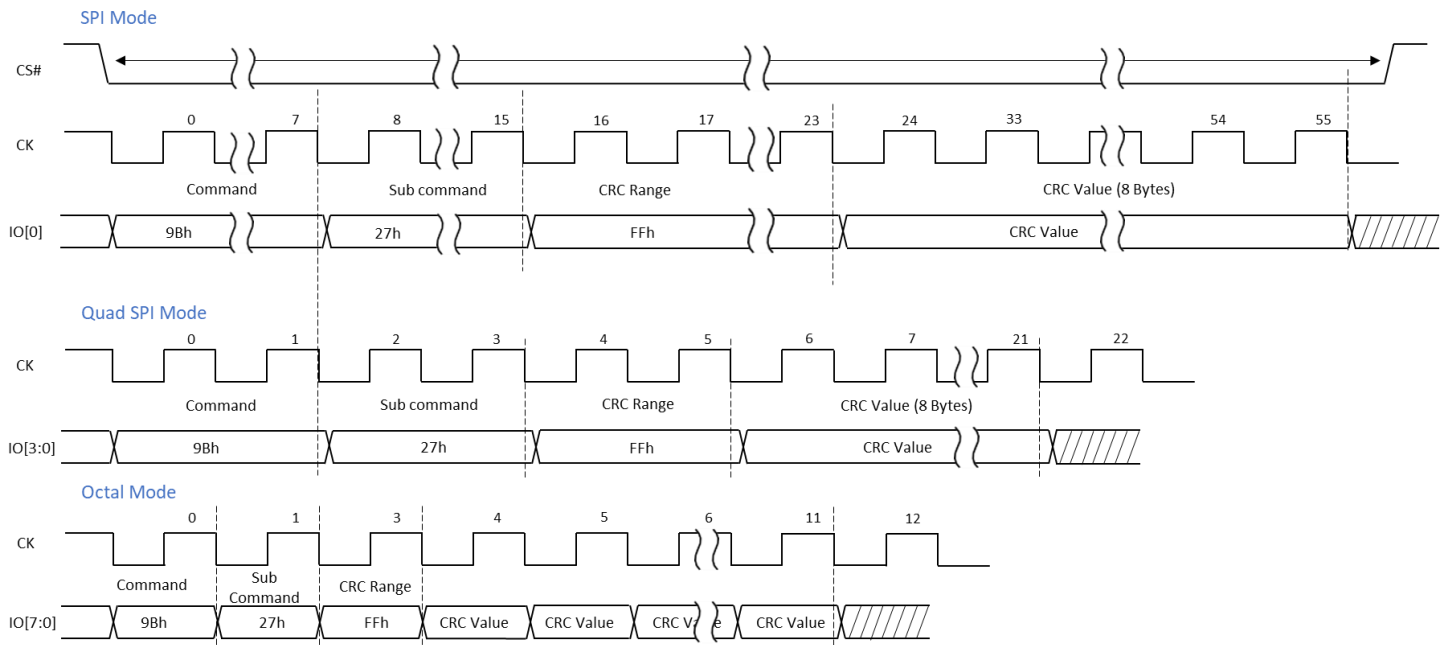 SPI Mode
CS#
0 7 8 15 16 17 23 24 33 54 55
CK
Command Sub command CRC Range CRC Value (8 Bytes)
IO[0] 9Bh 27h FFh CRC Value
Quad SPI Mode
0 1 2 3 4 5 6 7 21 22
CK
Command Sub command CRC Range CRC Value (8 Bytes)
IO[3:0] 9Bh 27h FFh CRC Value
Octal Mode
0 1 3 4 5 6 11 12
CK
Command Sub CRC Range
Command
IO[7:0] 9Bh 27h FFh CRC Value CRC Value CRC Value CRC Value